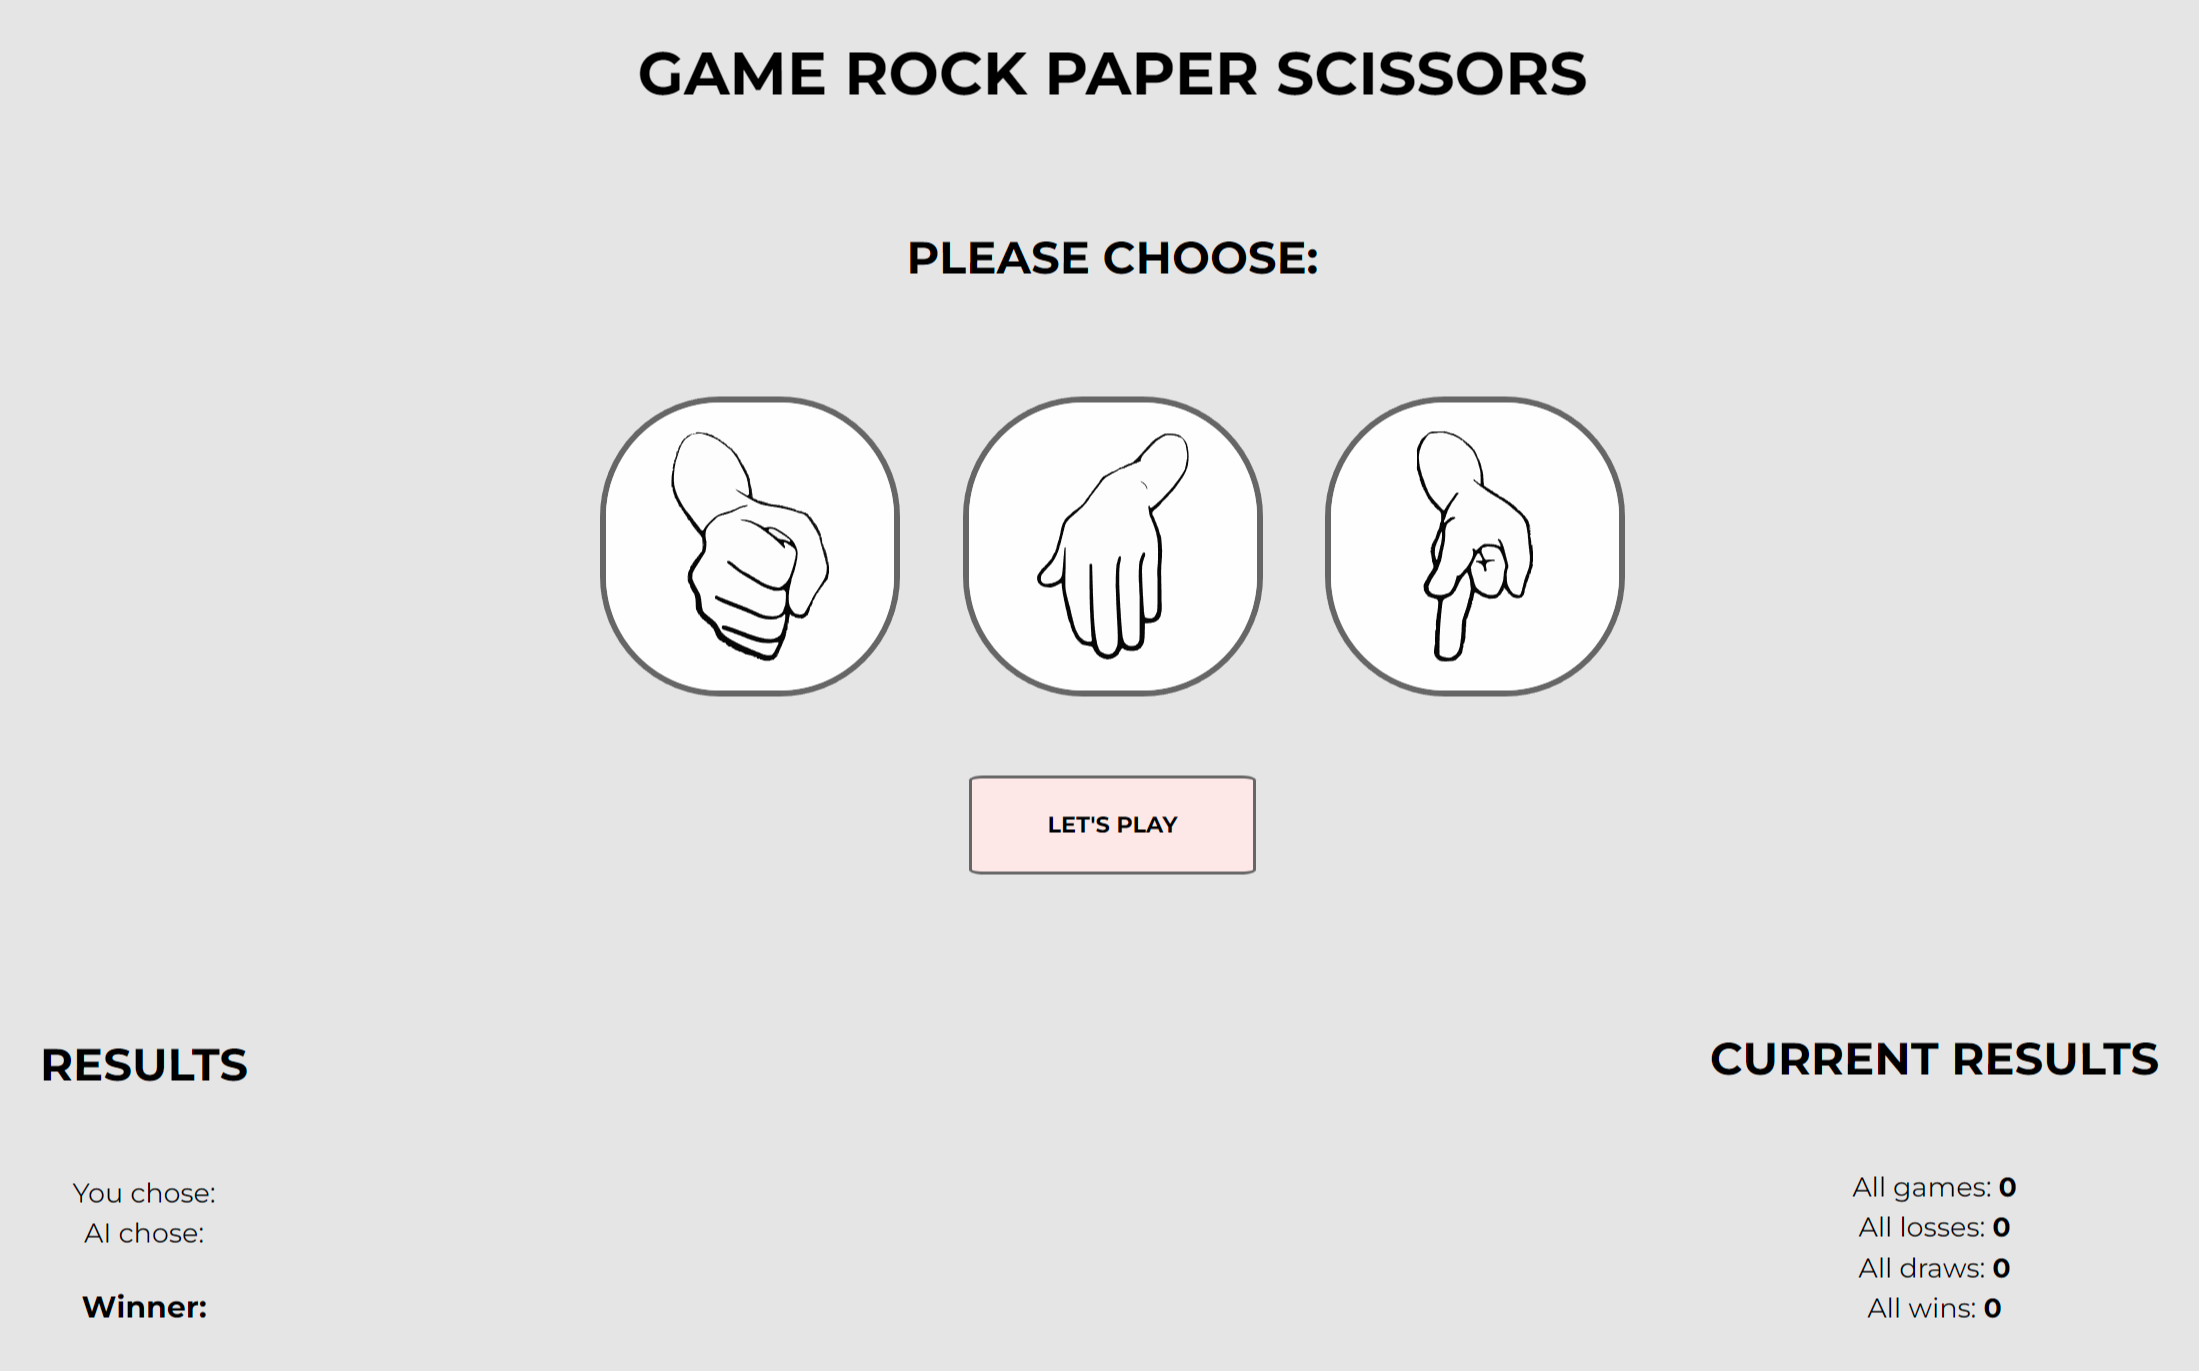 GAME ROCK PAPER SCISSORS
PLEASE CHOOSE:
LET'S PLAY
RESULTS
You chose:
AI chose:
Winner:
CURRENT RESULTS
All games: 0
All losses: 0
All draws: 0
All wins: 0